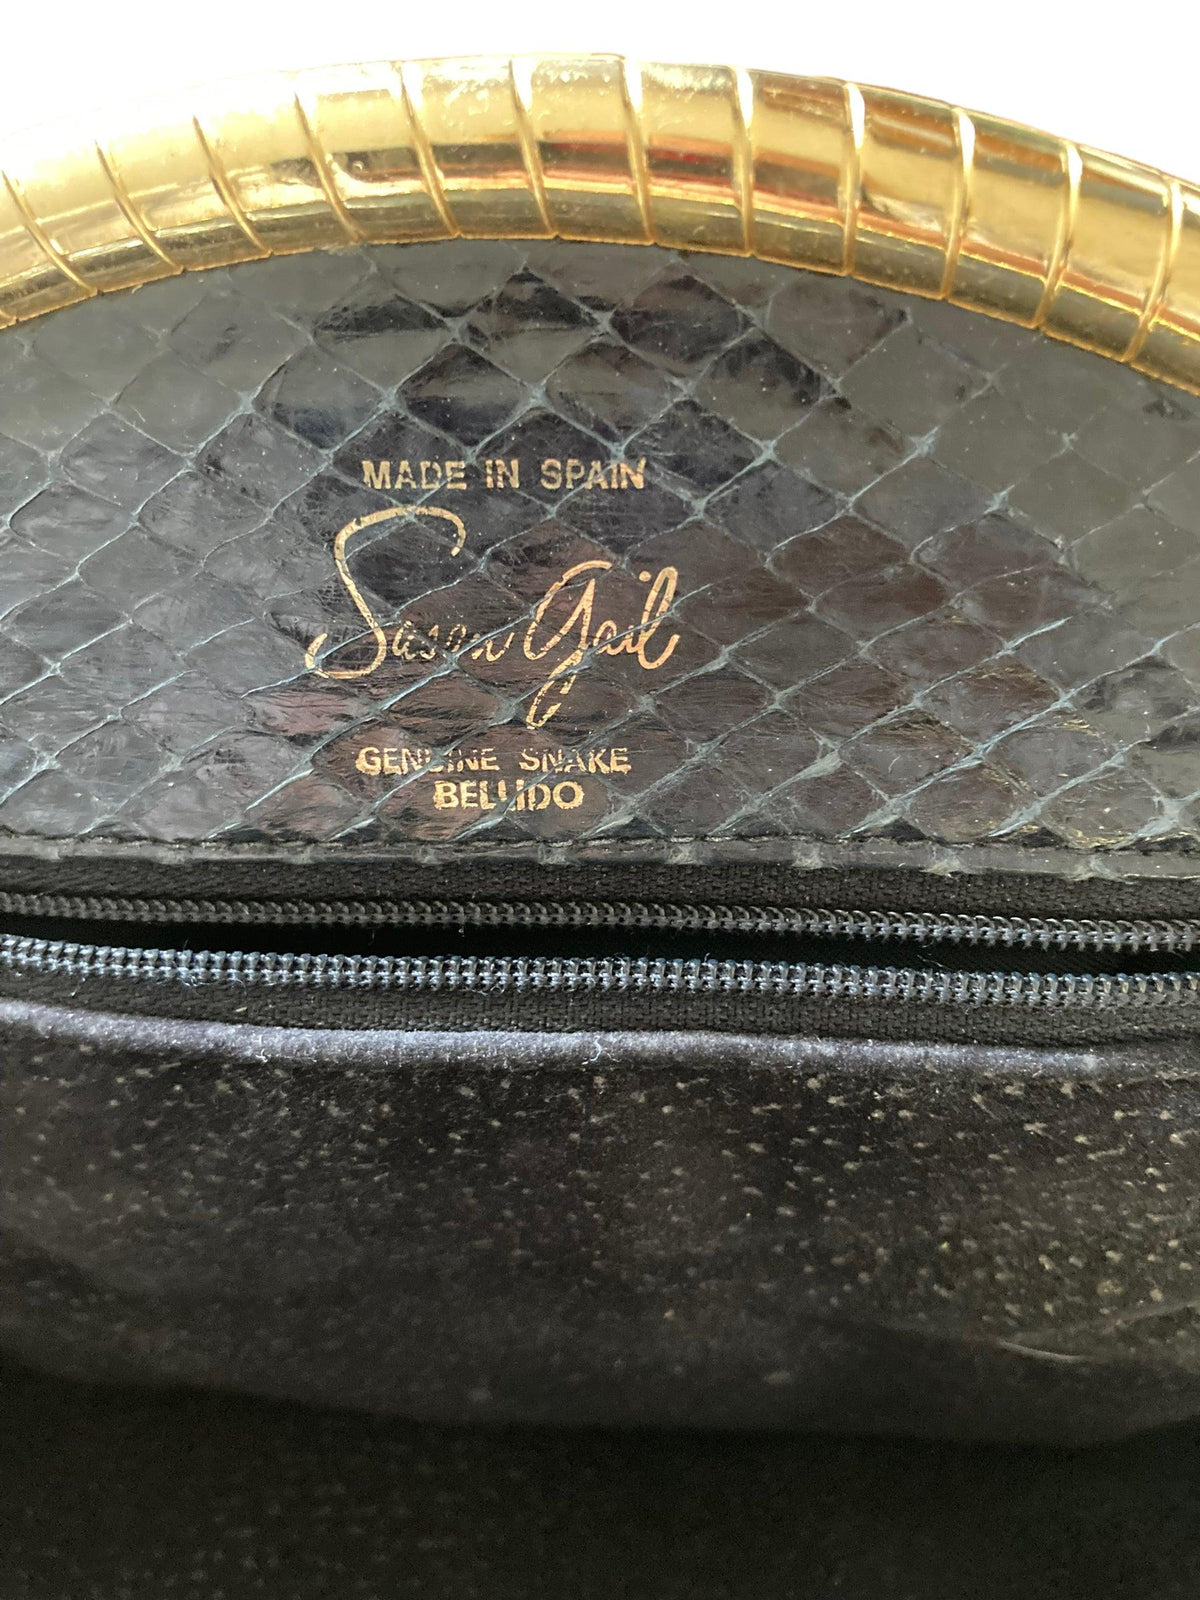 MADE IN SPAIN
Susan Gail
GENUINE SNAKE
BELLIDO